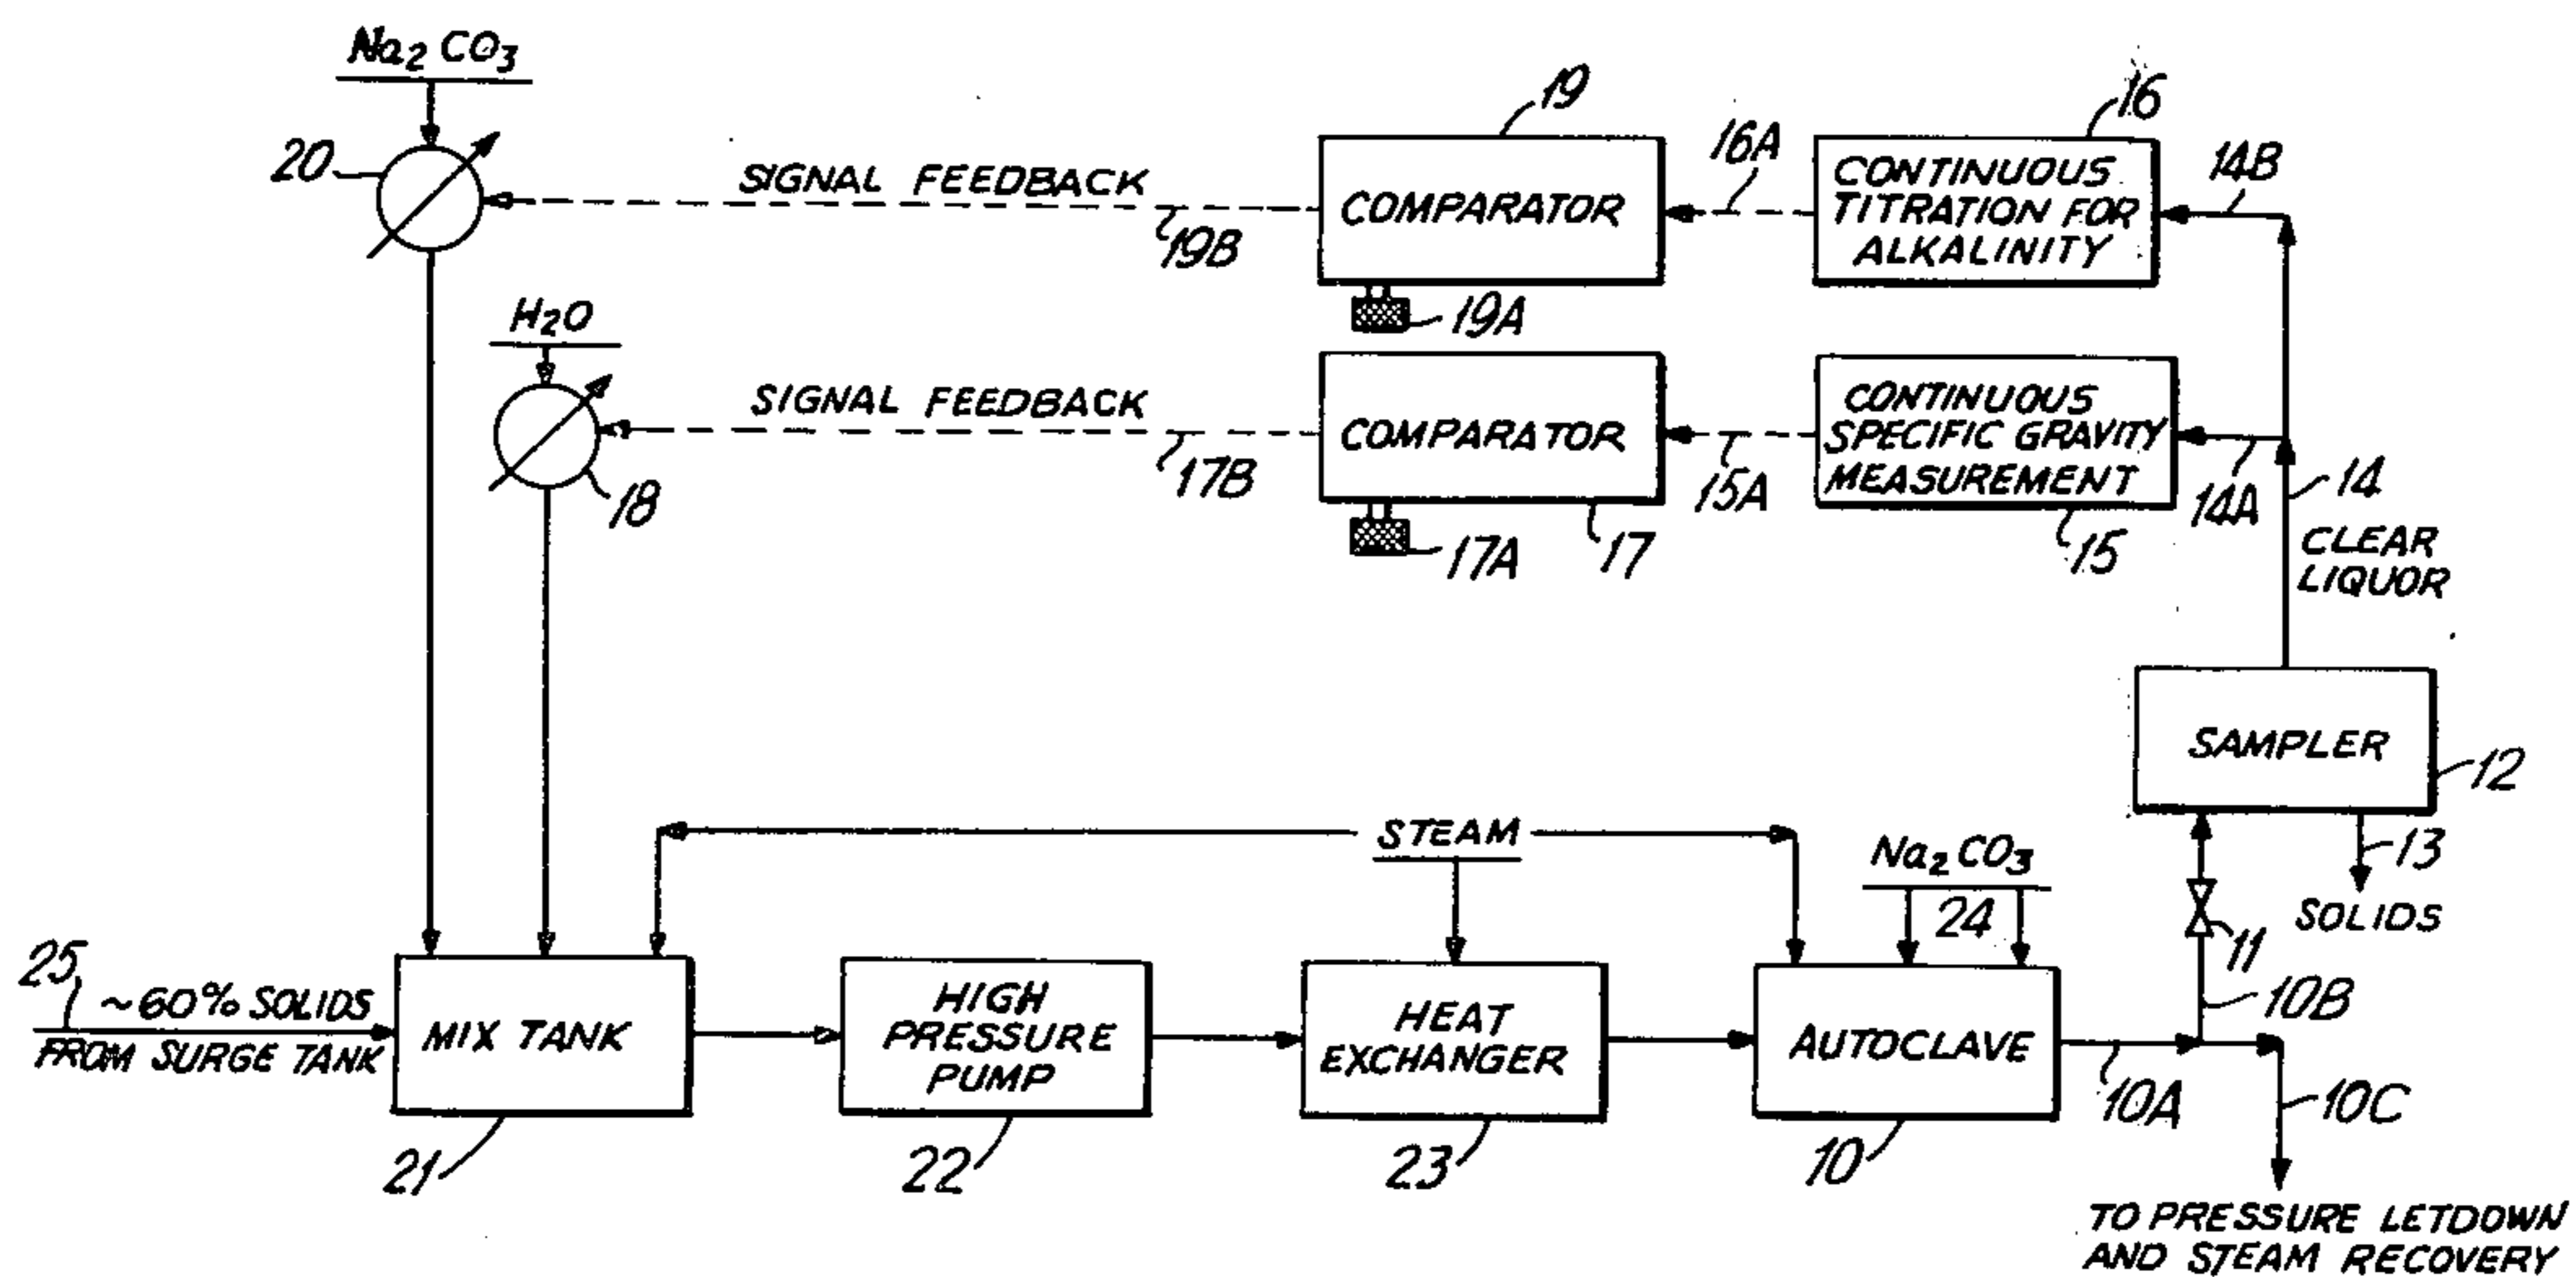 Na2CO3
20
SIGNAL FEEDBACK
19B
19
COMPARATOR
19A
16A
16
CONTINUOUS
TITRATION FOR
ALKALINITY
14B
H2O
18
SIGNAL FEEDBACK
17B
COMPARATOR
17A
17
15A
CONTINUOUS
SPECIFIC GRAVITY
MEASUREMENT
15
14A
14
CLEAR
LIQUOR
SAMPLER
12
13
SOLIDS
11
10B
STEAM
Na2CO3
24
25
~60% SOLIDS
FROM SURGE TANK
MIX TANK
21
HIGH
PRESSURE
PUMP
22
HEAT
EXCHANGER
23
AUTOCLAVE
10
10A
10C
TO PRESSURE LETDOWN
AND STEAM RECOVERY